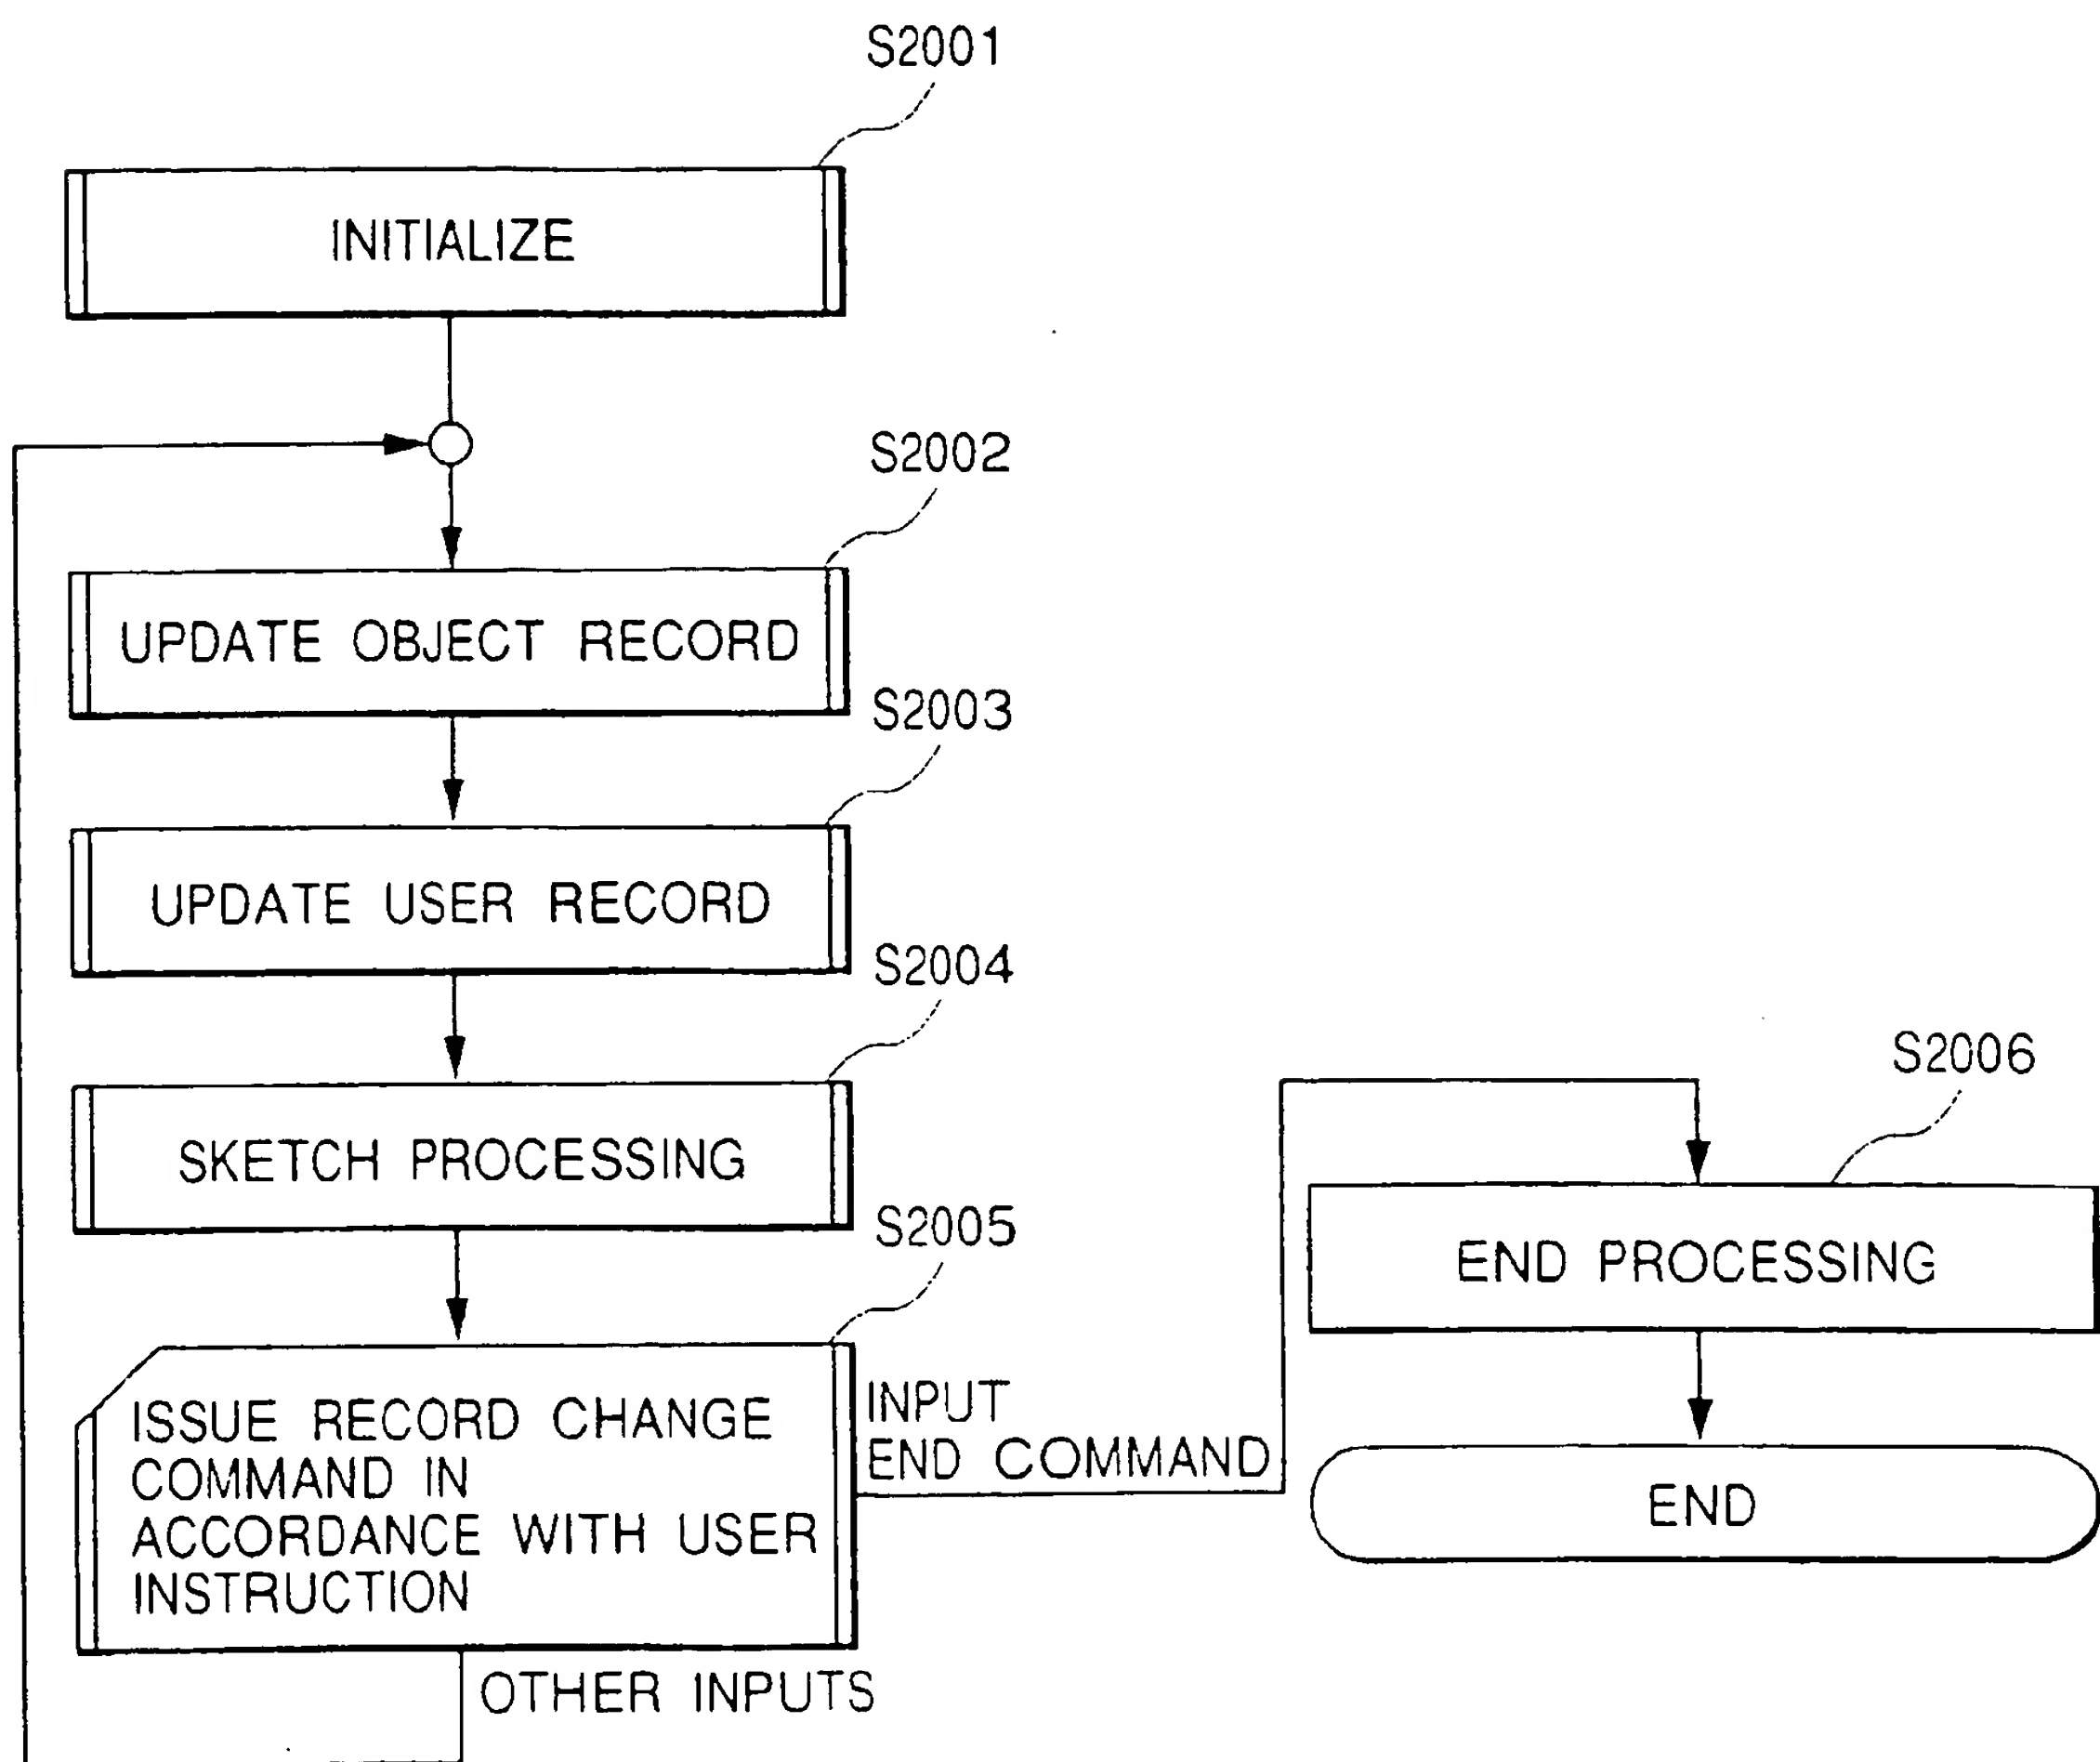 S2001
INITIALIZE
S2002
UPDATE OBJECT RECORD
S2003
UPDATE USER RECORD
S2004
SKETCH PROCESSING
S2005
ISSUE RECORD CHANGE
COMMAND IN
ACCORDANCE WITH USER
INSTRUCTION
INPUT
END COMMAND
OTHER INPUTS
S2006
END PROCESSING
END